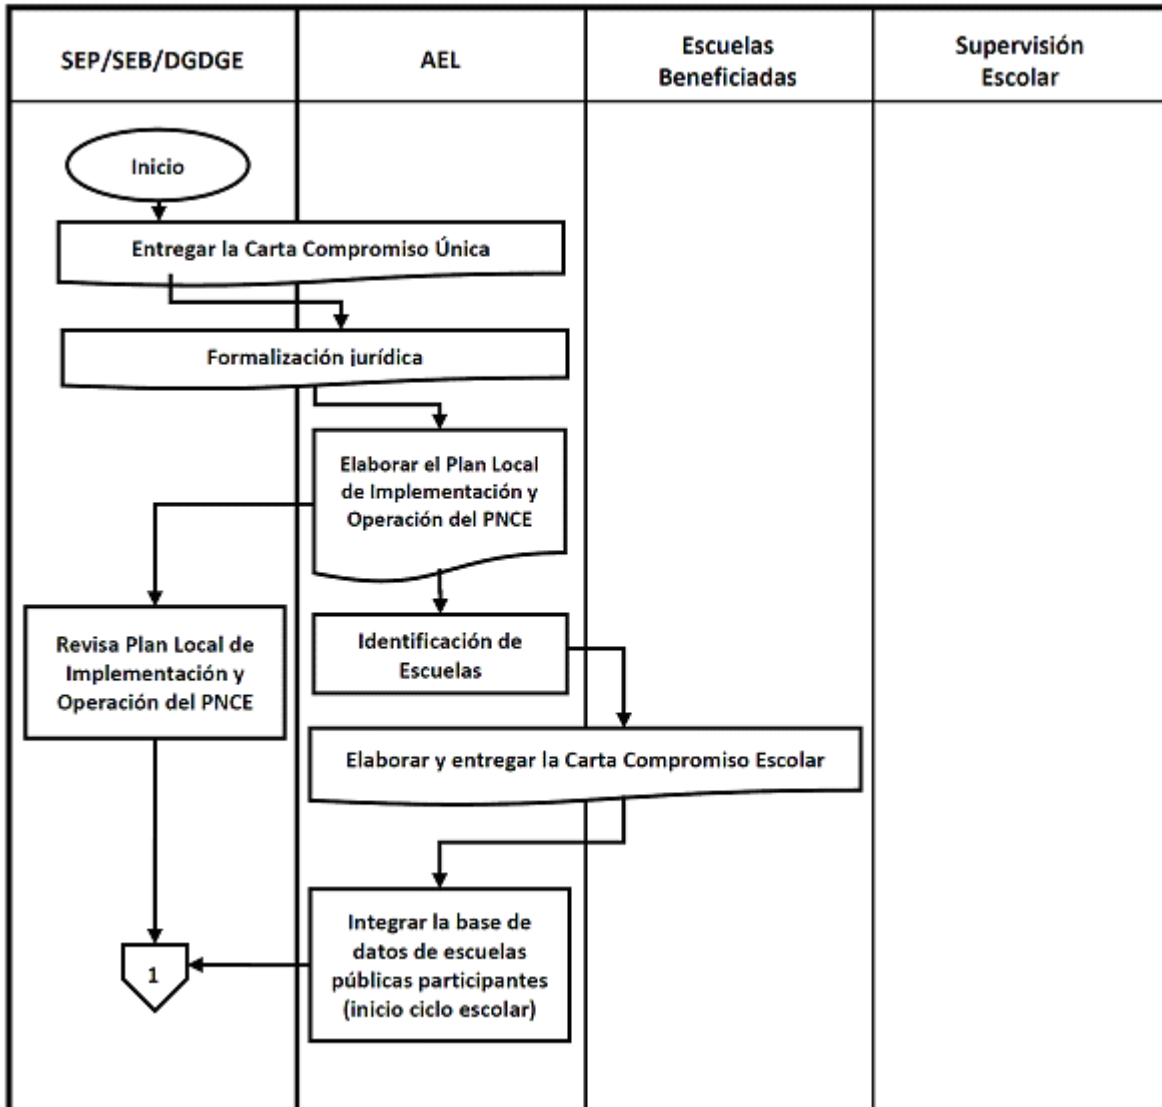 SEP/SEB/DGDGE
AEL
Escuelas
Beneficiadas
Supervisión
Escolar
Inicio
Entregar la Carta Compromiso Única
Formalización jurídica
Elaborar el Plan Local
de Implementación y
Operación del PNCE
Revisa Plan Local de
Implementación y
Operación del PNCE
Identificación de
Escuelas
Elaborar y entregar la Carta Compromiso Escolar
Integrar la base de
datos de escuelas
públicas participantes
(inicio ciclo escolar)
1